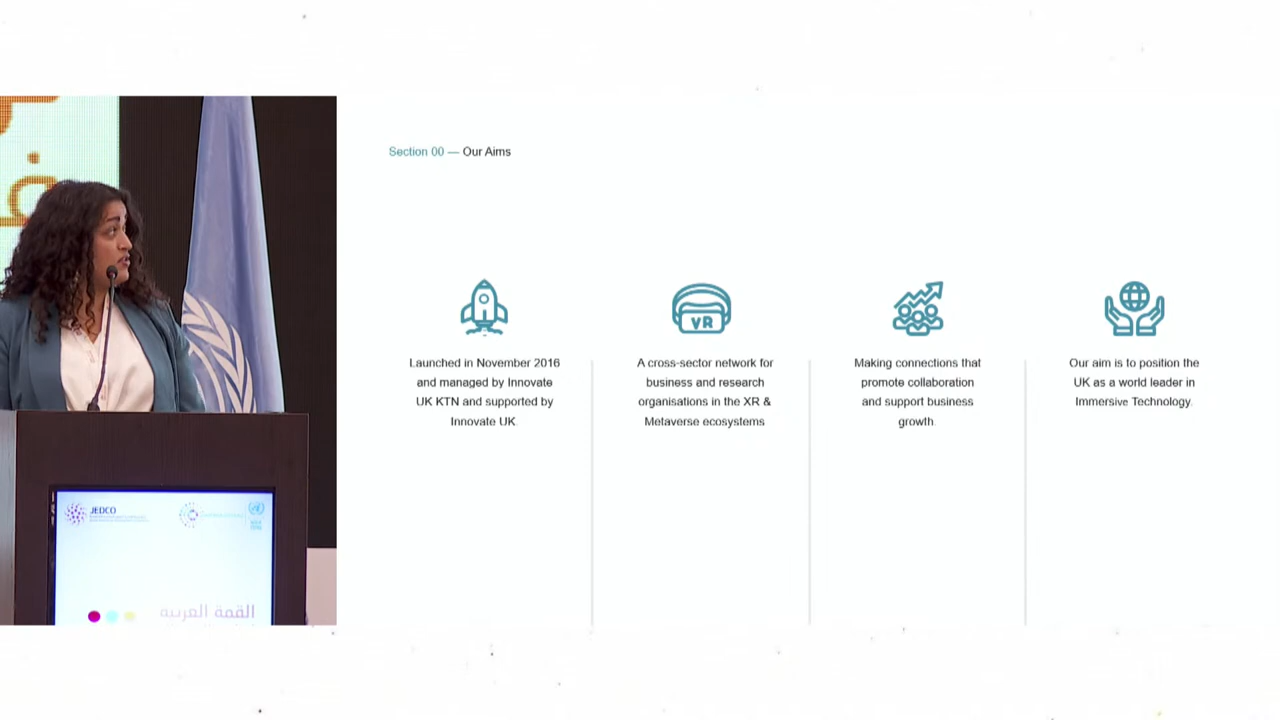 Section 00 — Our Aims
VR
Launched in November 2016
and managed by Innovate
UK KTN and supported by
Innovate UK
A cross-sector network for
business and research
organisations in the XR &
Metaverse ecosystems
Making connections that
promote collaboration
and support business
growth
Our aim is to position the
UK as a world leader in
Immersive Technology.
JEDCO
القمة العربية